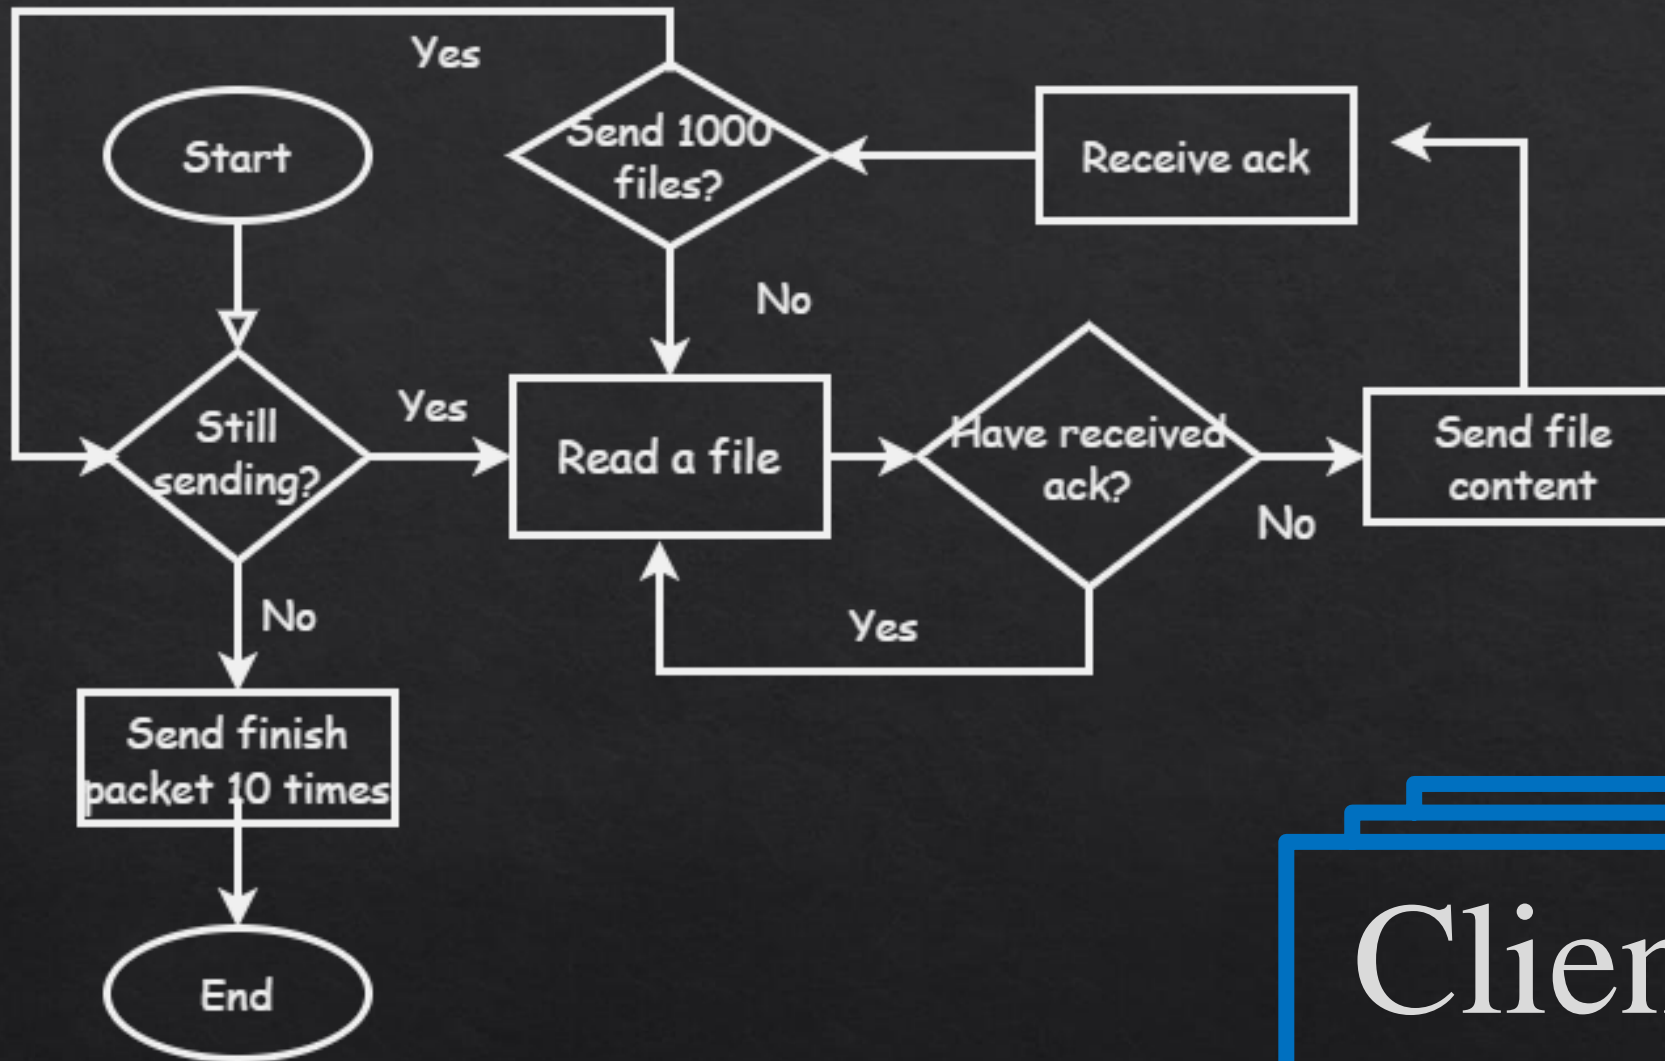 Yes
Start
Send 1000
files?
Receive ack
No
Still
sending?
Yes
Read a file
Have received
ack?
No
Send file
content
Yes
No
Send finish
packet 10 times
End